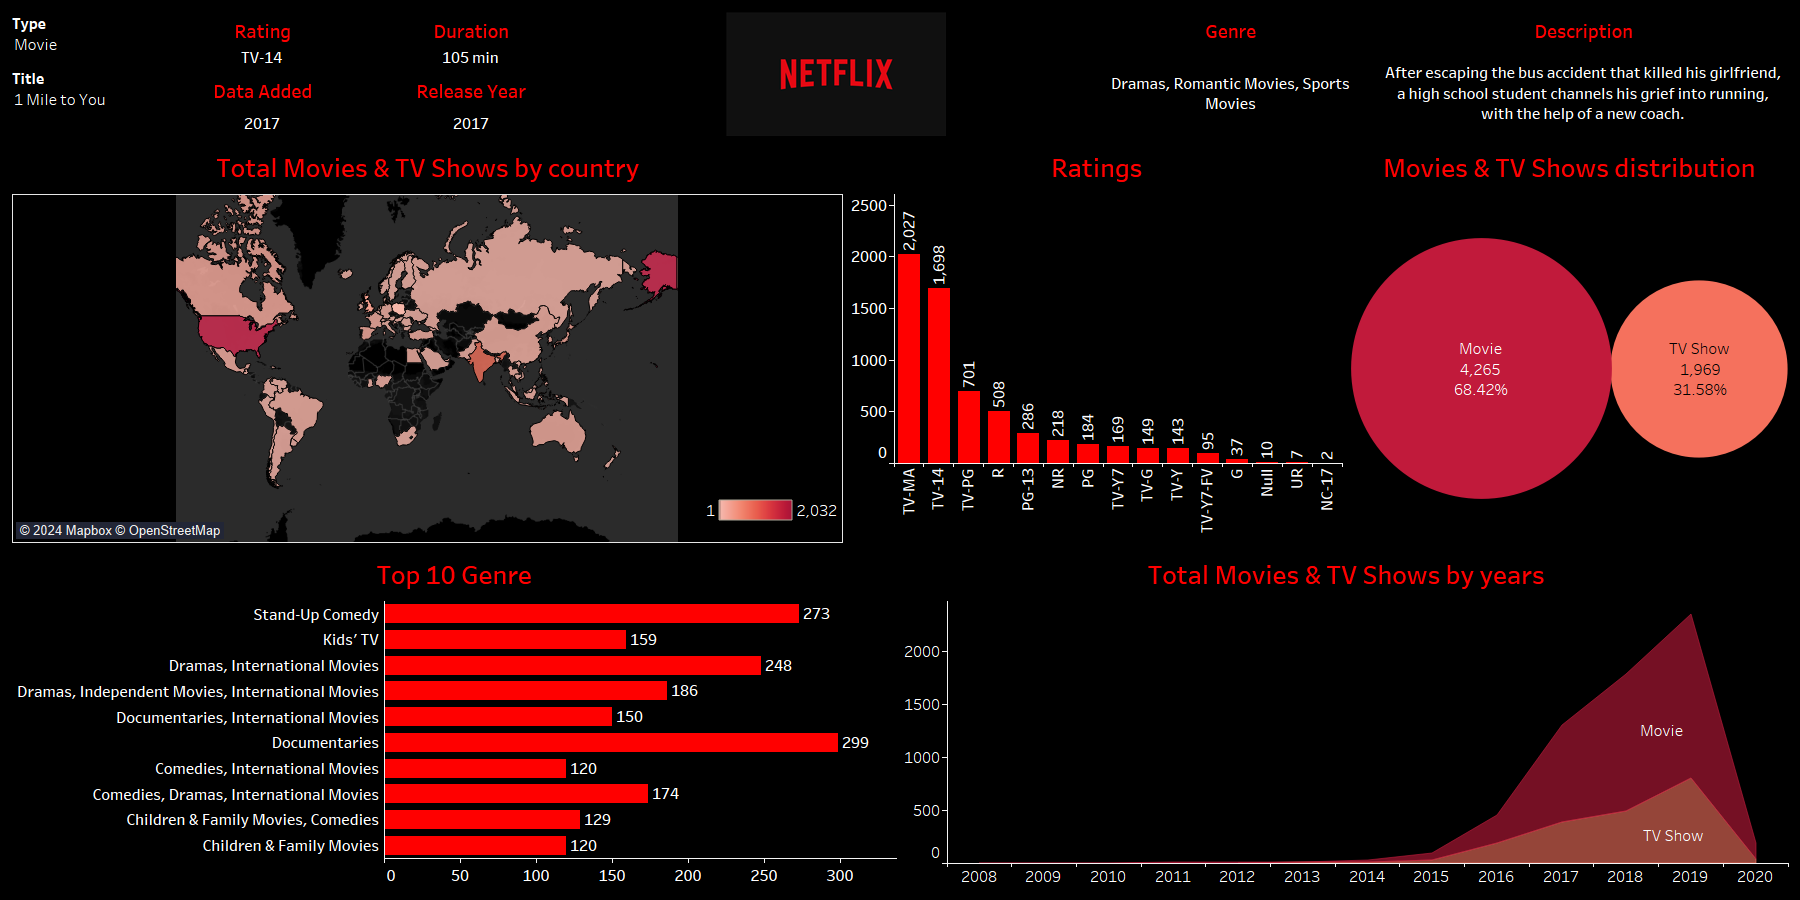 Type
Movie
Title
1 Mile to You
Rating
TV-14
Data Added
2017
Duration
105 min
Release Year
2017
NETFLIX
Genre
Dramas, Romantic Movies, Sports
Movies
Description
After escaping the bus accident that killed his girlfriend,
a high school student channels his grief into running,
with the help of a new coach.
Total Movies & TV Shows by country
1
2,032
© 2024 Mapbox © OpenStreetMap
Ratings
2500
2000
1500
1000
500
0
2,027
1,698
701
508
286
218
184
169
149
143
95
37
10
7
2
TV-MA
TV-14
TV-PG
R
PG-13
NR
PG
TV-Y7
TV-G
TV-Y
TV-Y7-FV
G
Null
UR
NC-17
Movies & TV Shows distribution
Movie
4,265
68.42%
TV Show
1,969
31.58%
Top 10 Genre
Stand-Up Comedy 273
Kids’ TV 159
Dramas, International Movies 248
Dramas, Independent Movies, International Movies 186
Documentaries, International Movies 150
Documentaries 299
Comedies, International Movies 120
Comedies, Dramas, International Movies 174
Children & Family Movies, Comedies 129
Children & Family Movies 120
0 50 100 150 200 250 300
Total Movies & TV Shows by years
2000
1500
1000
500
0
Movie
TV Show
2008 2009 2010 2011 2012 2013 2014 2015 2016 2017 2018 2019 2020